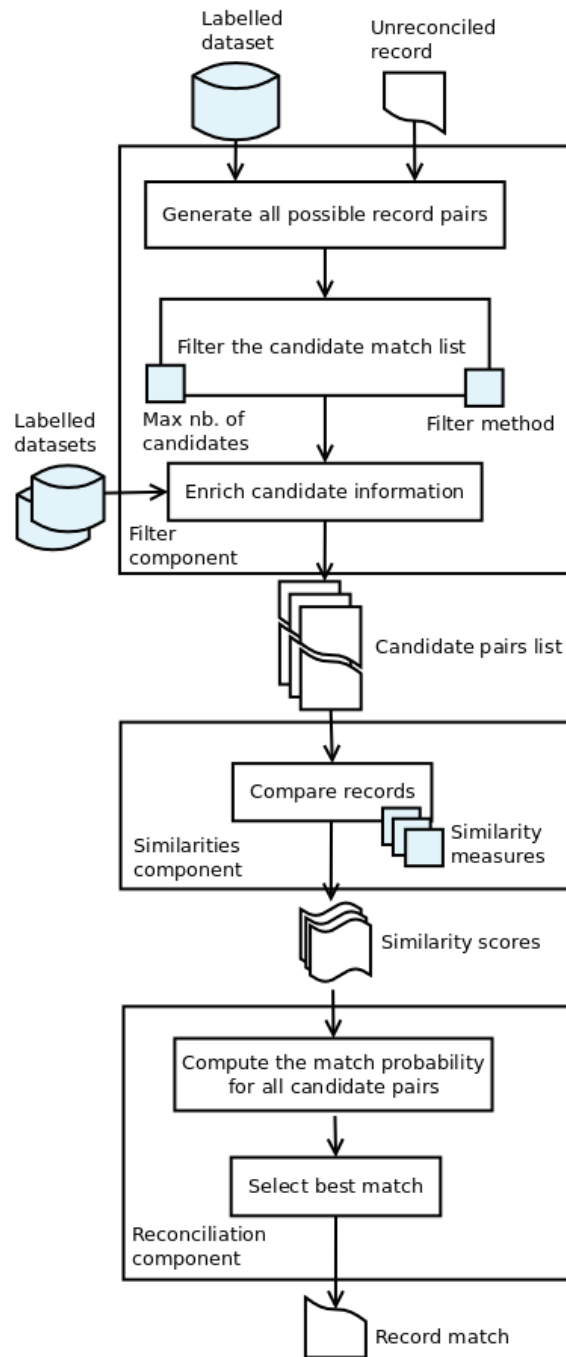 Labelled
dataset
Unreconciled
record
Generate all possible record pairs
Filter the candidate match list
Max nb. of
candidates
Filter method
Labelled
datasets
Enrich candidate information
Filter
component
Candidate pairs list
Compare records
Similarity
measures
Similarities
component
Similarity scores
Compute the match probability
for all candidate pairs
Select best match
Reconciliation
component
Record match